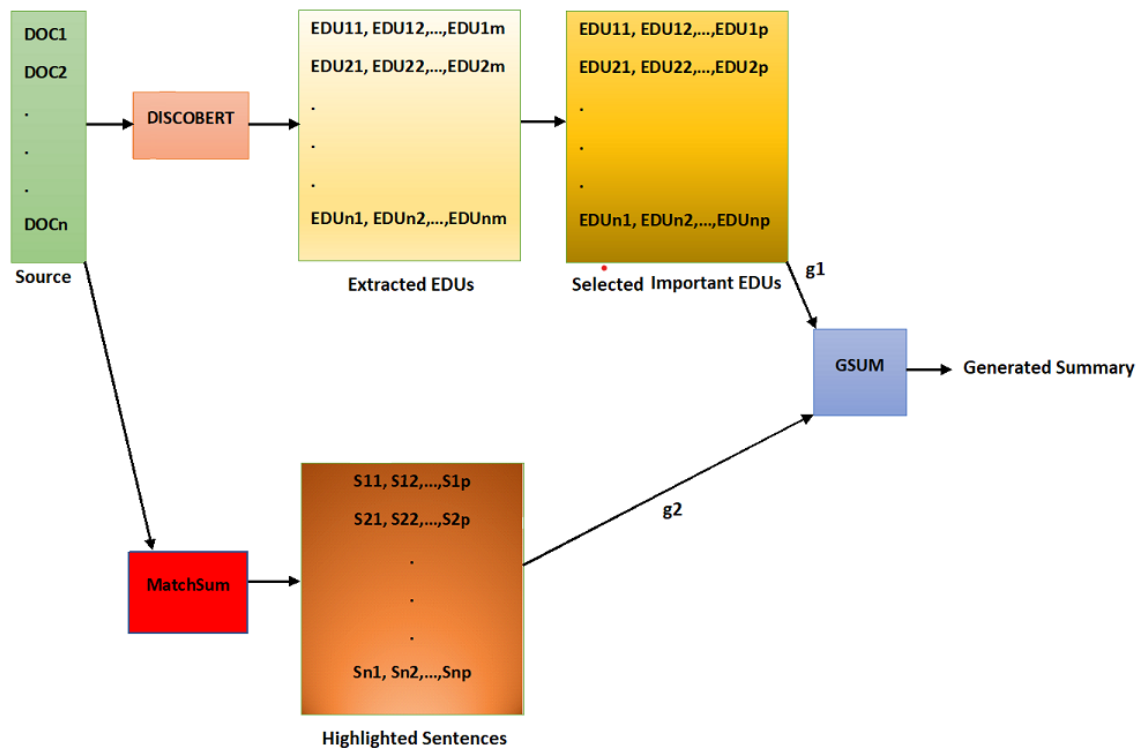 DOC1
DOC2
.
.
.
DOCn
Source
DISCOBERT
EDU11, EDU12,...,EDU1m
EDU21, EDU22,...,EDU2m
.
.
.
EDUn1, EDUn2,...,EDUnm
Extracted EDUs
EDU11, EDU12,...,EDU1p
EDU21, EDU22,...,EDU2p
.
.
.
EDUn1, EDUn2,...,EDUnp
Selected Important EDUs
g1
GSUM
Generated Summary
MatchSum
S11, S12,...,S1p
S21, S22,...,S2p
.
.
.
Sn1, Sn2,...,Snp
Highlighted Sentences
g2